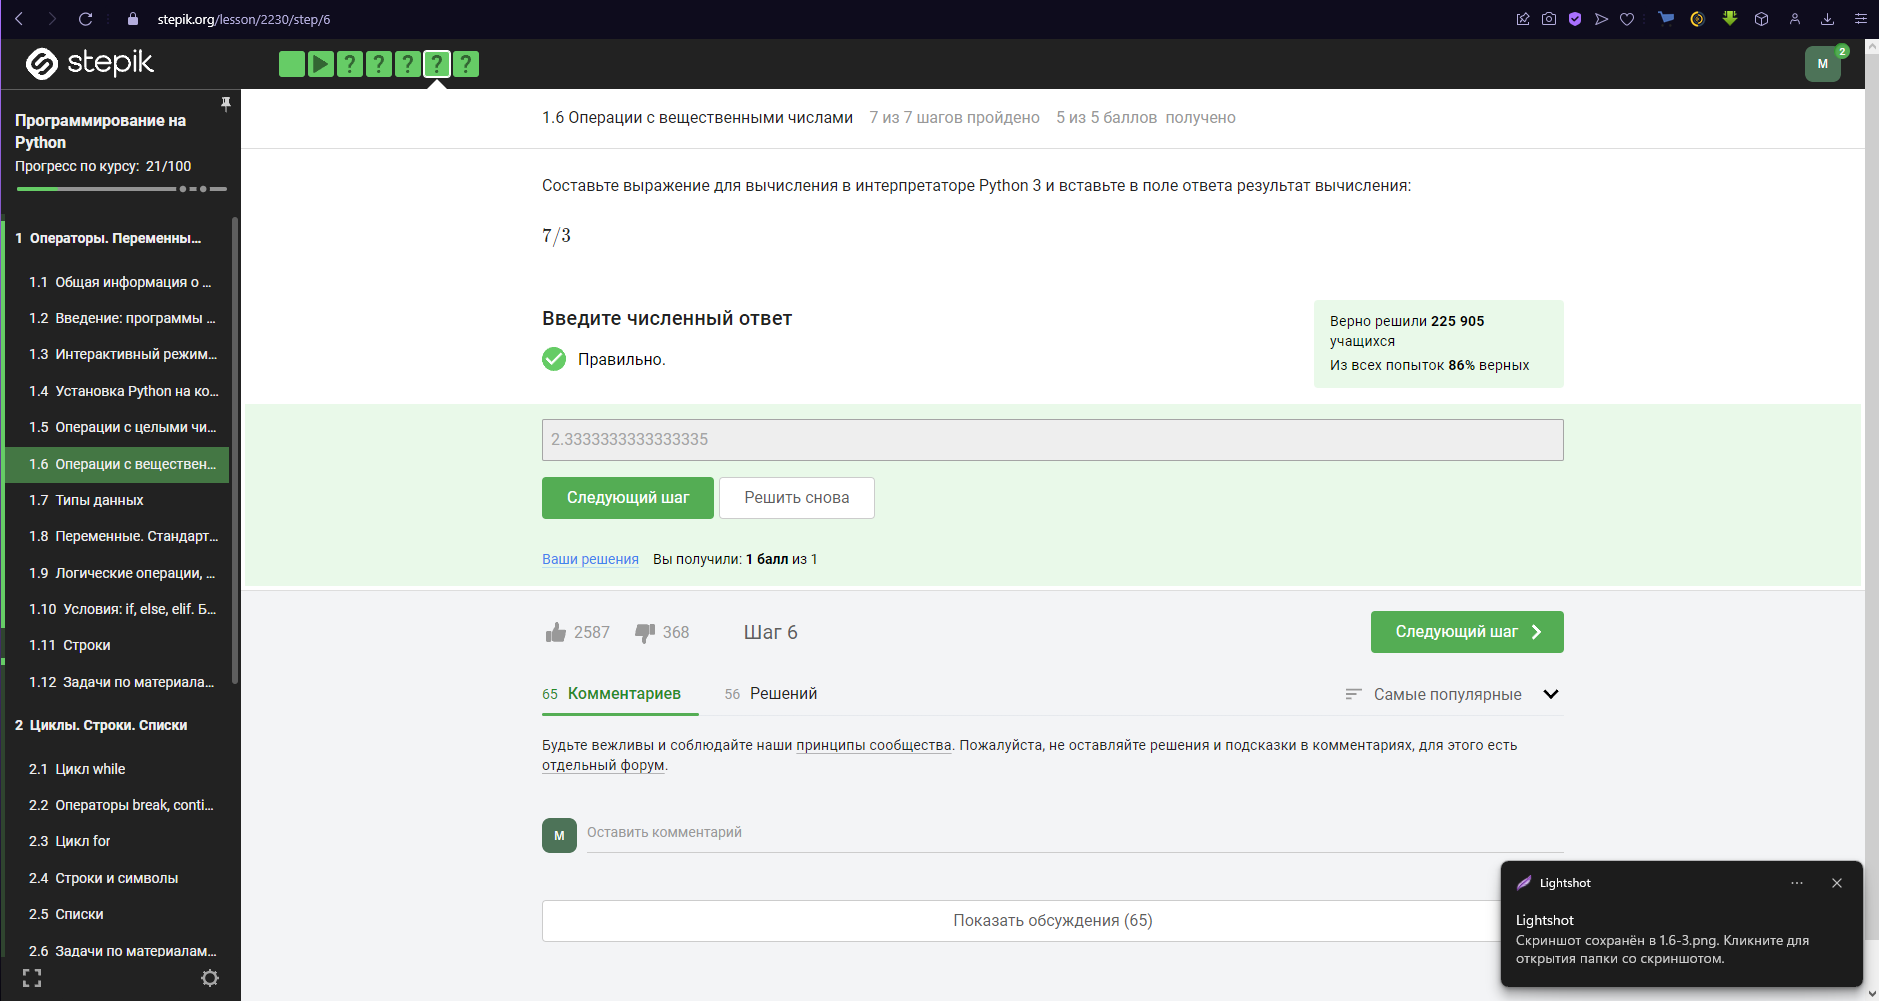 stepik.org/lesson/2230/step/6
stepik
? ? ? ? ?
M
2
Программирование на
Python
Прогресс по курсу: 21/100
1 Операторы. Переменны...
1.1 Общая информация о ...
1.2 Введение: программы ...
1.3 Интерактивный режим...
1.4 Установка Python на ко...
1.5 Операции с целыми чи...
1.6 Операции с веществен...
1.7 Типы данных
1.8 Переменные. Стандарт...
1.9 Логические операции, ...
1.10 Условия: if, else, elif. Б...
1.11 Строки
1.12 Задачи по материала...
2 Циклы. Строки. Списки
2.1 Цикл while
2.2 Операторы break, conti...
2.3 Цикл for
2.4 Строки и символы
2.5 Списки
2.6 Задачи по материалам...
1.6 Операции с вещественными числами 7 из 7 шагов пройдено 5 из 5 баллов получено
Составьте выражение для вычисления в интерпретаторе Python 3 и вставьте в поле ответа результат вычисления:
7/3
Введите численный ответ
Правильно.
Верно решили 225 905
учащихся
Из всех попыток 86% верных
2.3333333333333335
Следующий шаг
Решить снова
Ваши решения Вы получили: 1 балл из 1
2587 368 Шаг 6
Следующий шаг
65 Комментариев 56 Решений
Самые популярные
Будьте вежливы и соблюдайте наши принципы сообщества. Пожалуйста, не оставляйте решения и подсказки в комментариях, для этого есть
отдельный форум.
M
Оставить комментарий
Показать обсуждения (65)
Lightshot
Lightshot
Скриншот сохранён в 1.6-3.png. Кликните для
открытия папки со скриншотом.